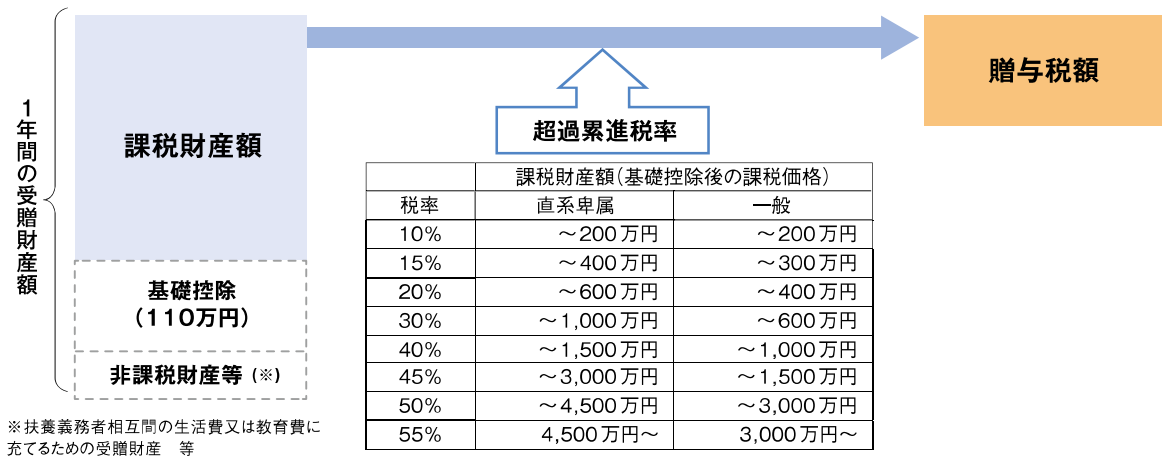 1年間の受贈財産額
課税財産額
基礎控除
（110万円）
非課税財産等（※）
※扶養義務者相互間の生活費又は教育費に
充てるための受贈財産　等
贈与税額
超過累進税率
課税財産額（基礎控除後の課税価格）
税率 直系卑属 一般
10% ～200万円 ～200万円
15% ～400万円 ～300万円
20% ～600万円 ～400万円
30% ～1,000万円 ～600万円
40% ～1,500万円 ～1,000万円
45% ～3,000万円 ～1,500万円
50% ～4,500万円 ～3,000万円
55% 4,500万円～ 3,000万円～